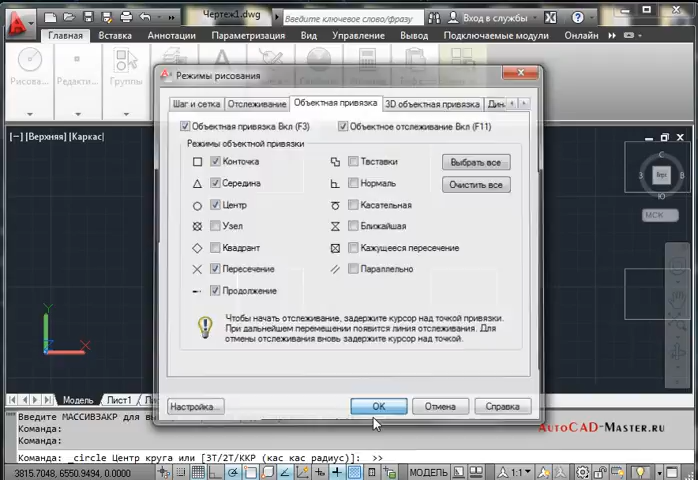 Чертеж1.dwg
Введите ключевое слово/фразу
Вход в службы
Главная
Вставка
Аннотации
Параметризация
Вид
Управление
Вывод
Подключаемые модули
Онлайн
Рисова...
Редакти...
Группы
Режимы рисования
Шаг и сетка
Отслеживание
Объектная привязка
3D объектная привязка
Дин
[−] [Верхняя] [Каркас]
Объектная привязка Вкл (F3)
Объектное отслеживание Вкл (F11)
Режимы объектной привязки
Конточка
Твставки
Выбрать все
Середина
Нормаль
Очистить все
Центр
Касательная
Узел
Ближайшая
Квадрант
Кажущееся пересечение
Пересечение
Параллельно
Продолжение
С
З
Верх
В
Ю
МСК
Чтобы начать отслеживание, задержите курсор над точкой привязки.
При дальнейшем перемещении появится линия отслеживания. Для
отмены отслеживания вновь задержите курсор над точкой.
Y
X
Настройка...
ОК
Отмена
Справка
Модель
Лист1
Введите МАССИВЗАКР для вы
Команда:
Команда:
AutoCAD-Master.ru
Команда: _circle Центр круга или [3Т/2Т/ККР (кас кас радиус)]: >>
3815.7048, 6550.9494, 0.0000
МОДЕЛЬ
1:1